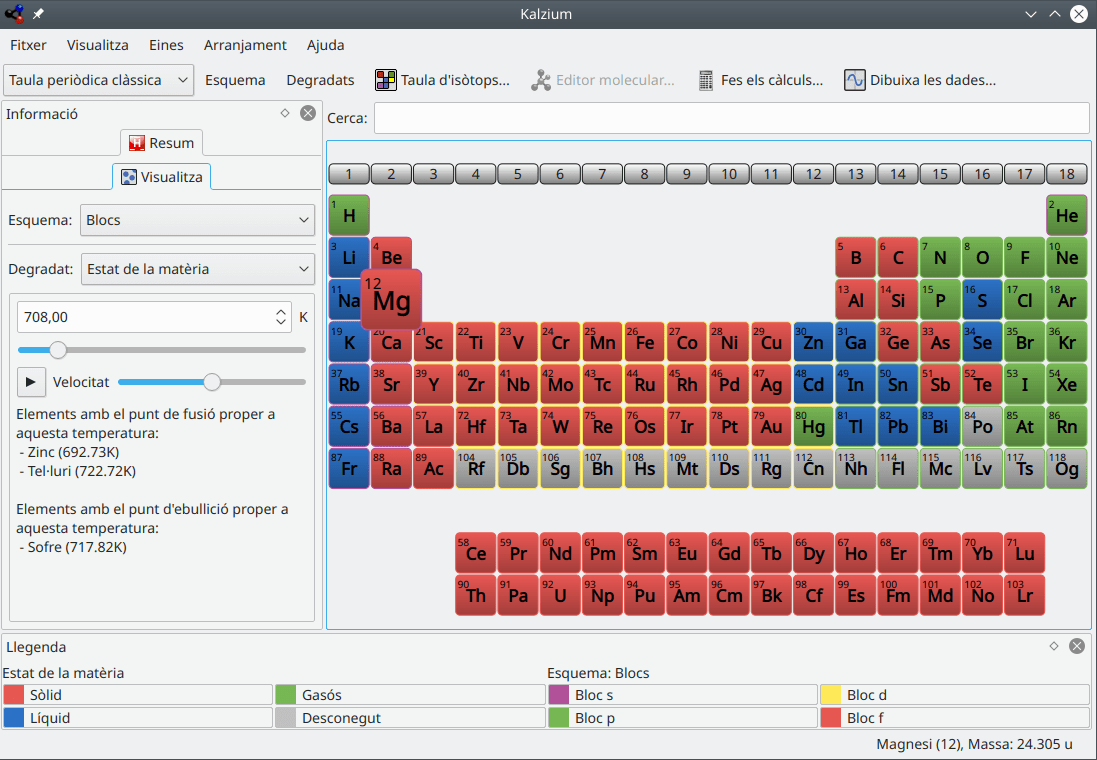 Kalzium
Fitxer Visualitza Eines Arranjament Ajuda
Taula periòdica clàssica Esquema Degradats Taula d'isòtops... Editor molecular... Fes els càlculs... Dibuixa les dades...
Informació
Resum
Visualitza
Esquema: Blocs
Degradat: Estat de la matèria
708,00 K
Velocitat
Elements amb el punt de fusió proper a
aquesta temperatura:
- Zinc (692.73K)
- Tel·luri (722.72K)
Elements amb el punt d'ebullició proper a
aquesta temperatura:
- Sofre (717.82K)
Cerca:
1 2 3 4 5 6 7 8 9 10 11 12 13 14 15 16 17 18
1 H 2 He
3 Li 4 Be 5 B 6 C 7 N 8 O 9 F 10 Ne
11 Na 12 Mg 13 Al 14 Si 15 P 16 S 17 Cl 18 Ar
19 K 20 Ca 21 Sc 22 Ti 23 V 24 Cr 25 Mn 26 Fe 27 Co 28 Ni 29 Cu 30 Zn 31 Ga 32 Ge 33 As 34 Se 35 Br 36 Kr
37 Rb 38 Sr 39 Y 40 Zr 41 Nb 42 Mo 43 Tc 44 Ru 45 Rh 46 Pd 47 Ag 48 Cd 49 In 50 Sn 51 Sb 52 Te 53 I 54 Xe
55 Cs 56 Ba 57 La 72 Hf 73 Ta 74 W 75 Re 76 Os 77 Ir 78 Pt 79 Au 80 Hg 81 Tl 82 Pb 83 Bi 84 Po 85 At 86 Rn
87 Fr 88 Ra 89 Ac 104 Rf 105 Db 106 Sg 107 Bh 108 Hs 109 Mt 110 Ds 111 Rg 112 Cn 113 Nh 114 Fl 115 Mc 116 Lv 117 Ts 118 Og
58 Ce 59 Pr 60 Nd 61 Pm 62 Sm 63 Eu 64 Gd 65 Tb 66 Dy 67 Ho 68 Er 69 Tm 70 Yb 71 Lu
90 Th 91 Pa 92 U 93 Np 94 Pu 95 Am 96 Cm 97 Bk 98 Cf 99 Es 100 Fm 101 Md 102 No 103 Lr
Llegenda
Estat de la matèria Esquema: Blocs
Sòlid Gasós Bloc s Bloc d
Líquid Desconegut Bloc p Bloc f
Magnesi (12), Massa: 24.305 u